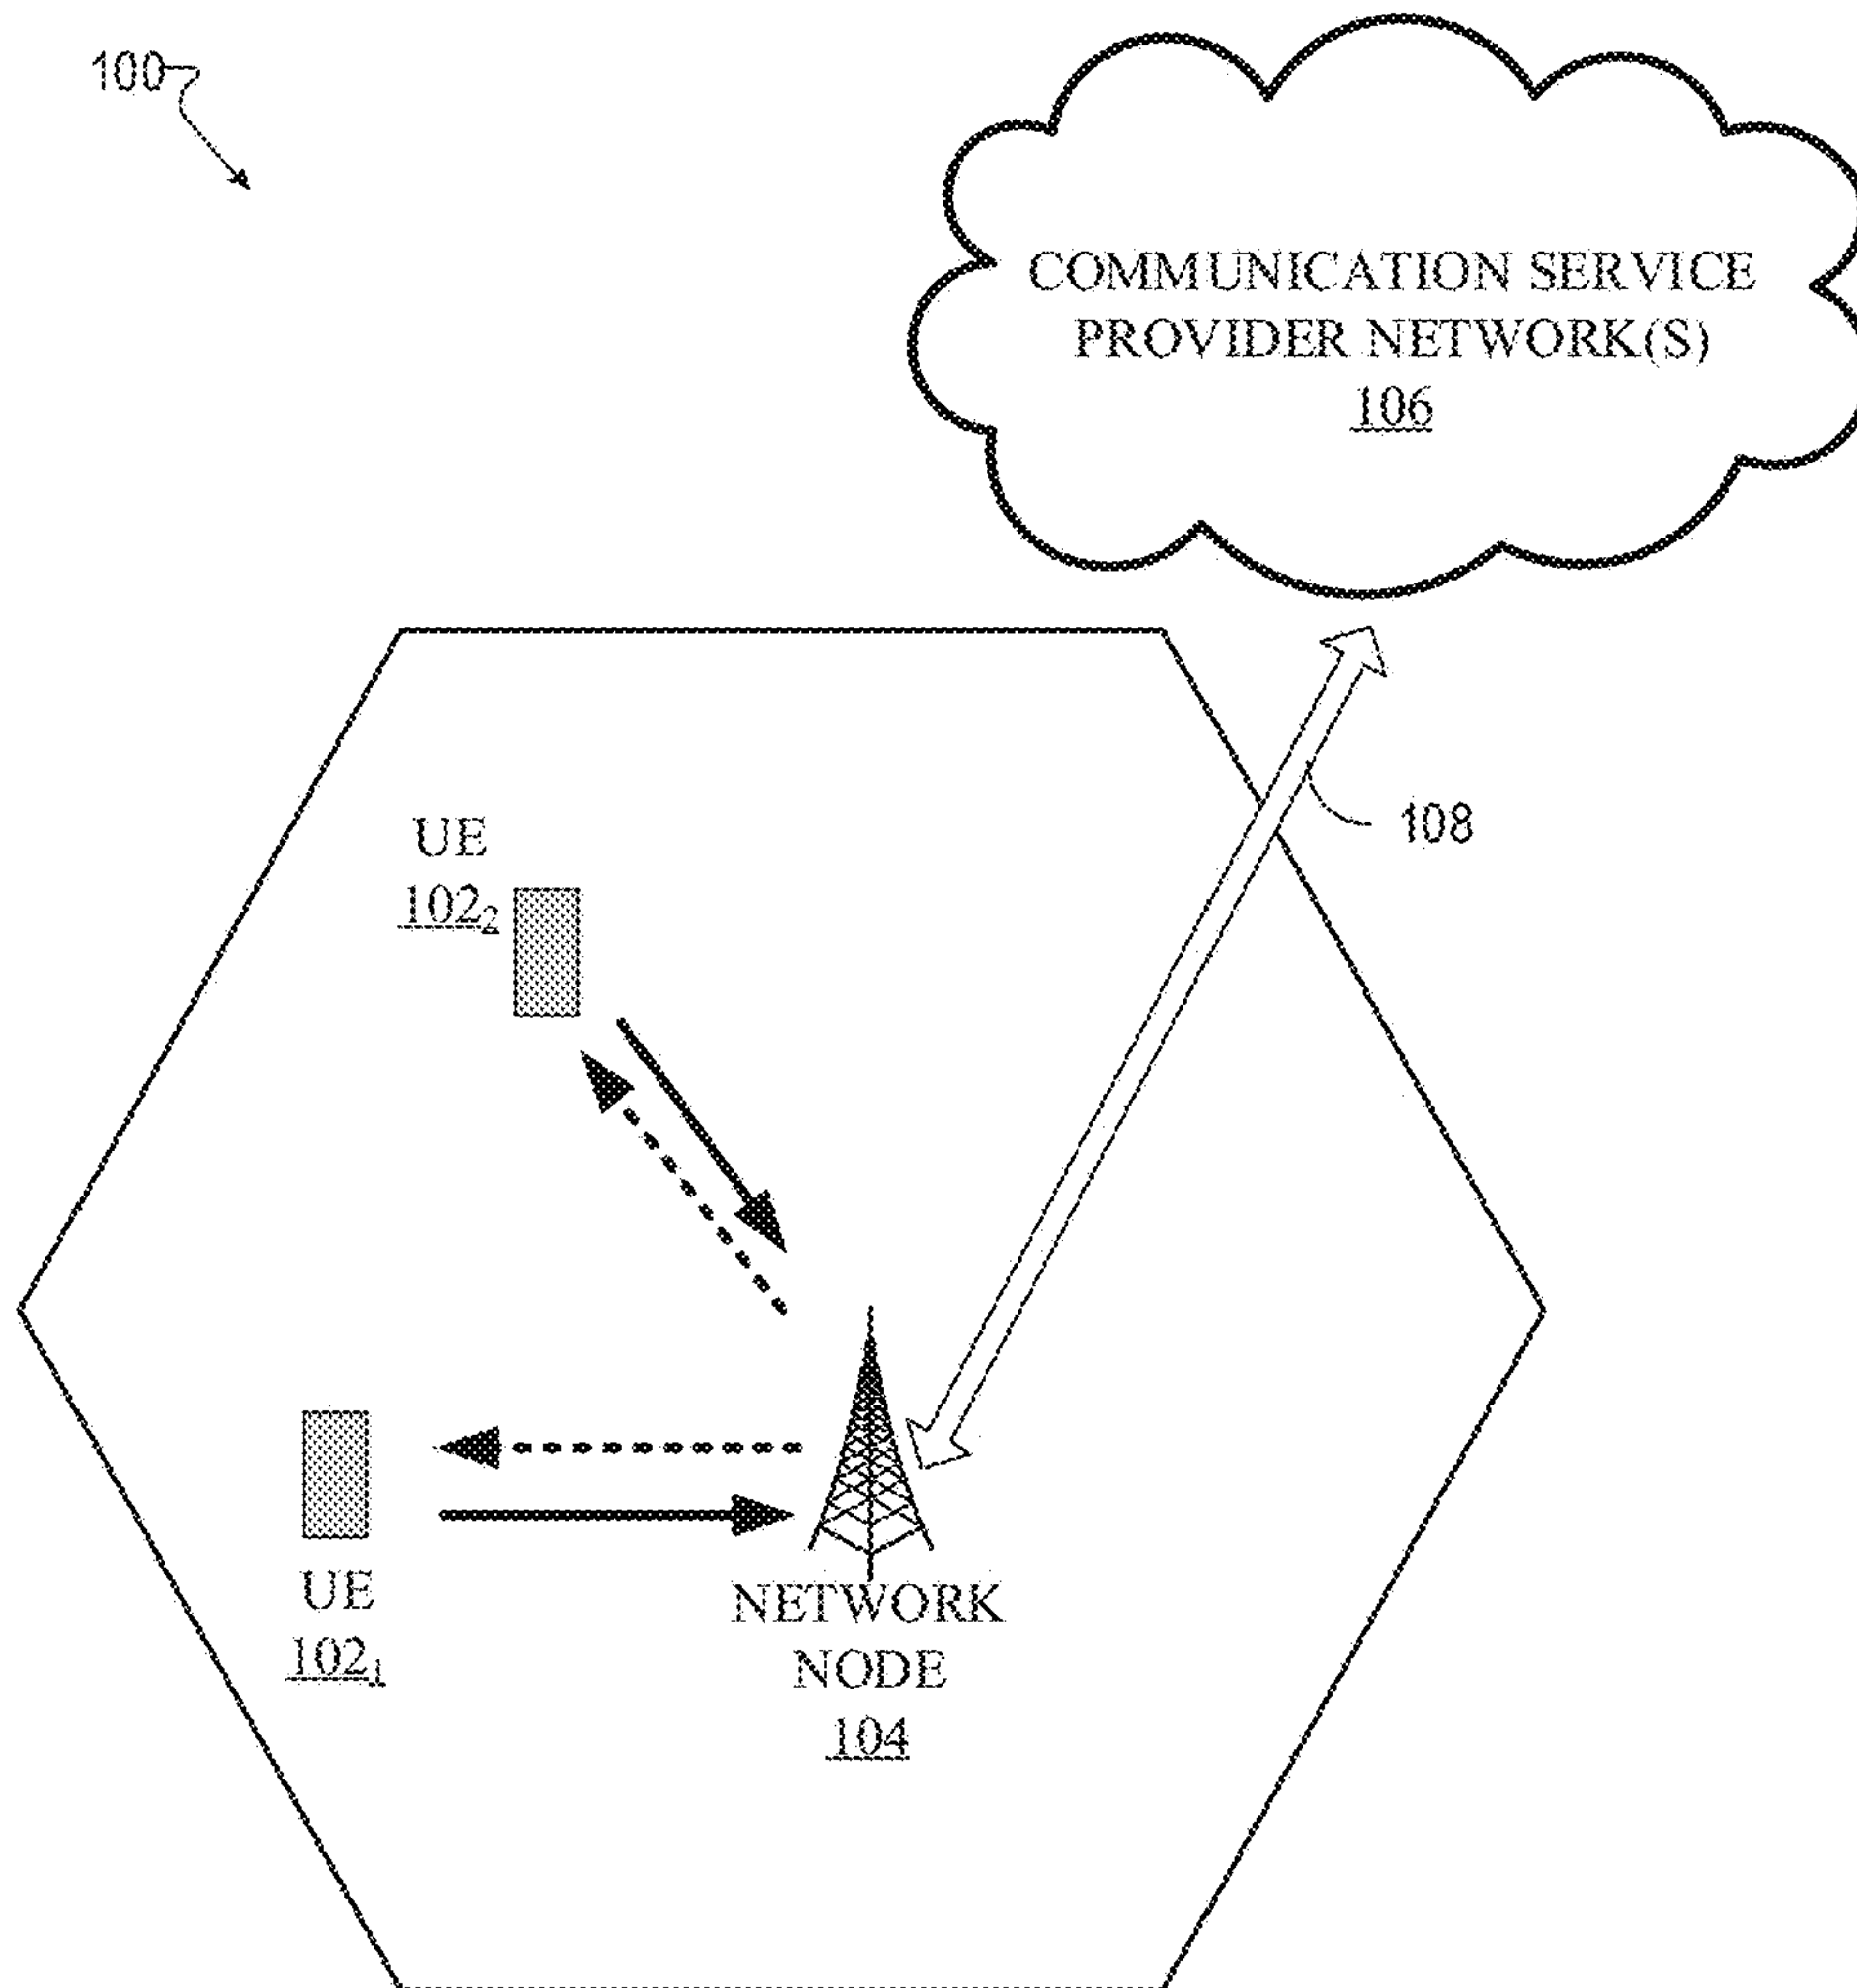 100
COMMUNICATION SERVICE
PROVIDER NETWORK(S)
106
108
UE
102₂
UE
102₁
NETWORK
NODE
104